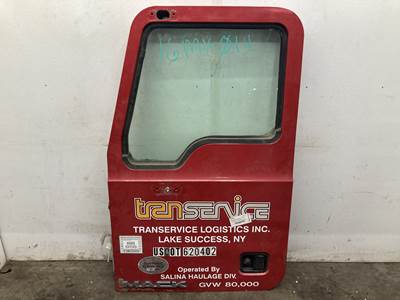 transervice
TRANSERVICE LOGISTICS INC.
LAKE SUCCESS, NY
USDOT 620402
Operated By
SALINA HAULAGE DIV.
MACK
GVW 80,000